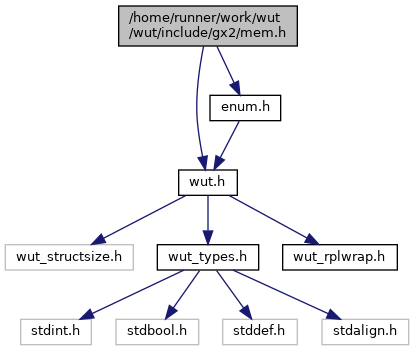 /home/runner/work/wut
/wut/include/gx2/mem.h
enum.h
wut.h
wut_structsize.h
wut_types.h
wut_rplwrap.h
stdint.h
stdbool.h
stddef.h
stdalign.h